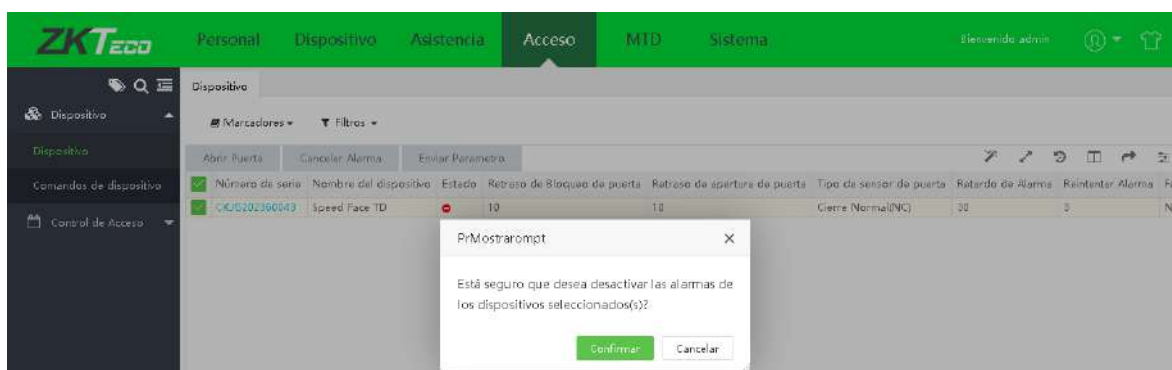 ZKTeco Personal Dispositivo Asistencia Acceso MTD Sistema Bienvenido admin
Dispositivo
Dispositivo
Marcadores Filtros
Dispositivo
Abrir Puerta Cancelar Alarma Enviar Parametro
Comandos de dispositivo
Número de serie Nombre del dispositivo Estado Retraso de Bloqueo de puerta Retraso de apertura de puerta Tipo de sensor de puerta Retardo de Alarma Reintentar Alarma
Speed Face TD 10 10 Cierre Normal(NC) 30 3 N
Control de Acceso
PrMostrarompt
Está seguro que desea desactivar las alarmas de
los dispositivos seleccionados(s)?
Confirmar Cancelar